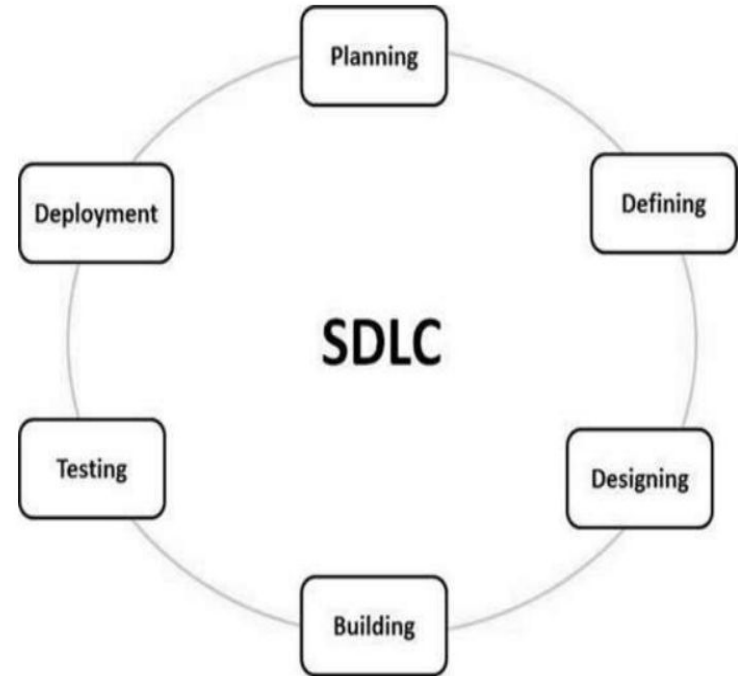 Planning
Defining
Deployment
SDLC
Designing
Testing
Building